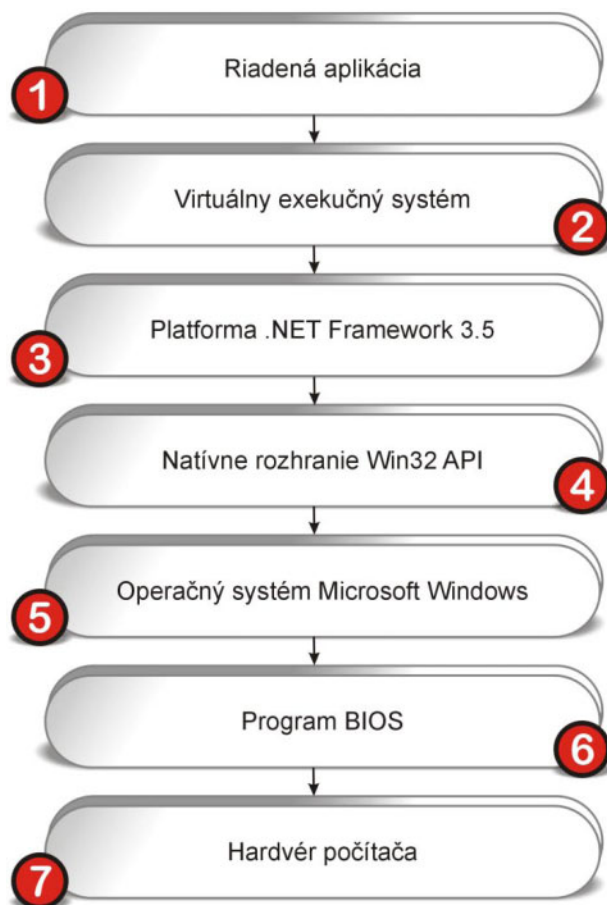 Riadená aplikácia
1
Virtuálny exekučný systém
2
Platforma .NET Framework 3.5
3
Natívne rozhranie Win32 API
4
Operačný systém Microsoft Windows
5
Program BIOS
6
Hardvér počítača
7